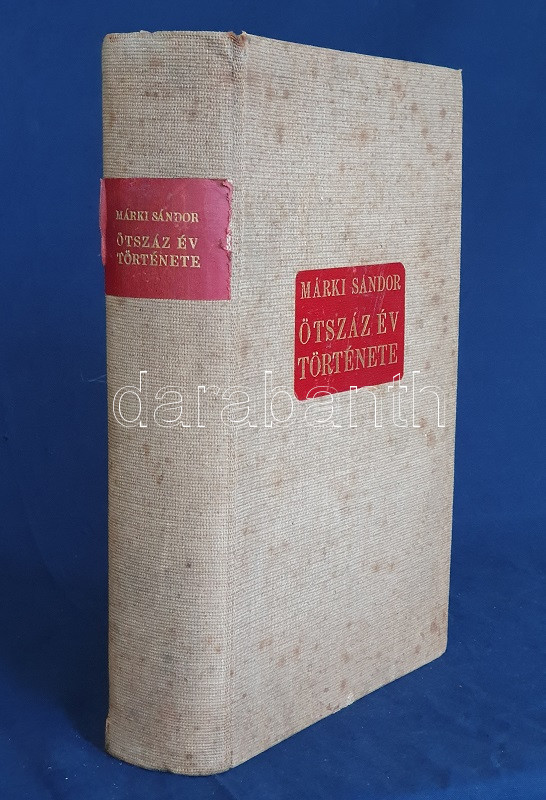 MÁRKI SÁNDOR
ÖTSZÁZ ÉV
TÖRTÉNETE
MÁRKI SÁNDOR
ÖTSZÁZ ÉV
TÖRTÉNETE
darabanth